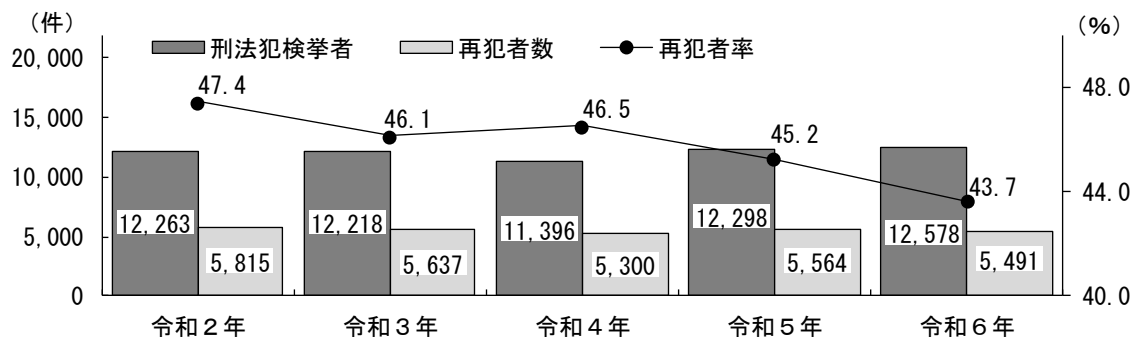 (件) (%)
刑法犯検挙者 再犯者数 再犯者率
20,000
15,000
10,000
5,000
0
48.0
44.0
40.0
47.4 46.1 46.5 45.2 43.7
12,263 12,218 11,396 12,298 12,578
5,815 5,637 5,300 5,564 5,491
令和2年 令和3年 令和4年 令和5年 令和6年